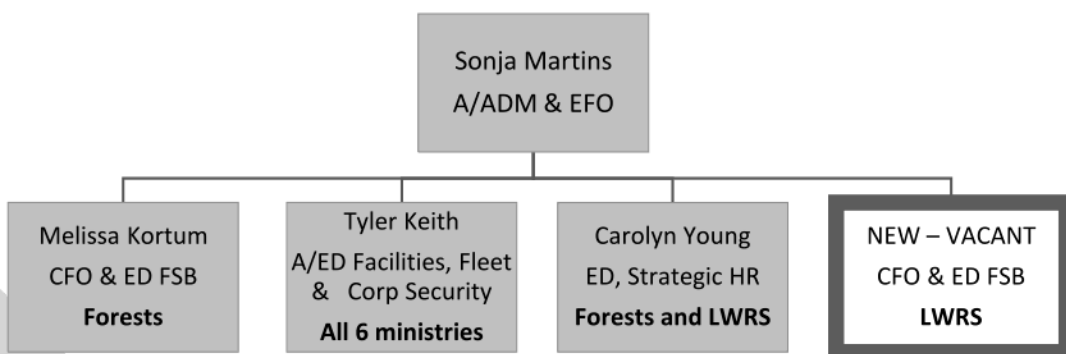 Sonja Martins
A/ADM & EFO
Melissa Kortum
CFO & ED FSB
Forests
Tyler Keith
A/ED Facilities, Fleet
& Corp Security
All 6 ministries
Carolyn Young
ED, Strategic HR
Forests and LWRS
NEW – VACANT
CFO & ED FSB
LWRS